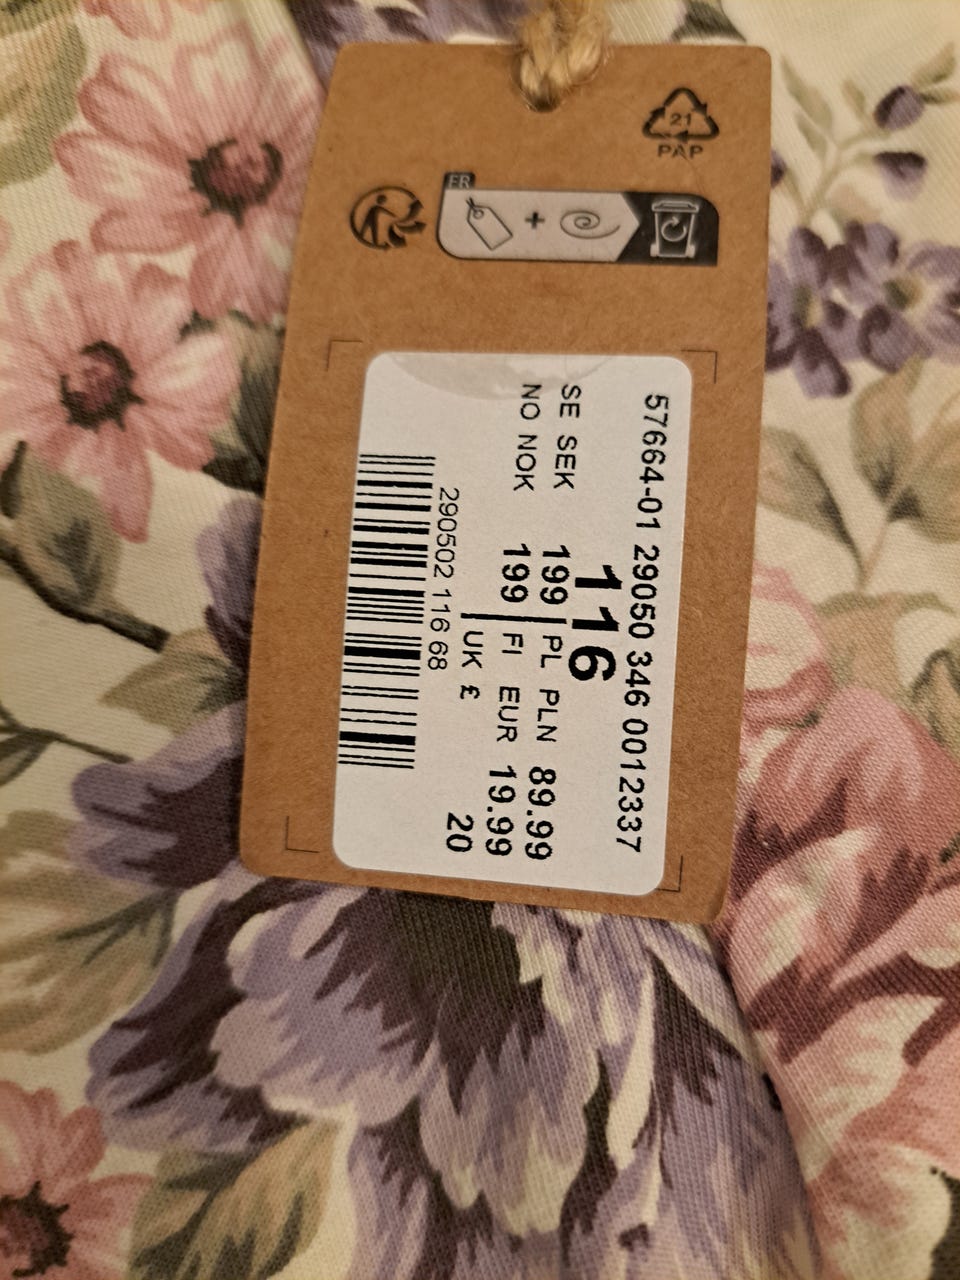 21
PAP
FR
57664-01 29050 346 0012337
116
SE SEK 199 PL PLN 89.99
NO NOK 199 FI EUR 19.99
UK £ 20
290502 116 68